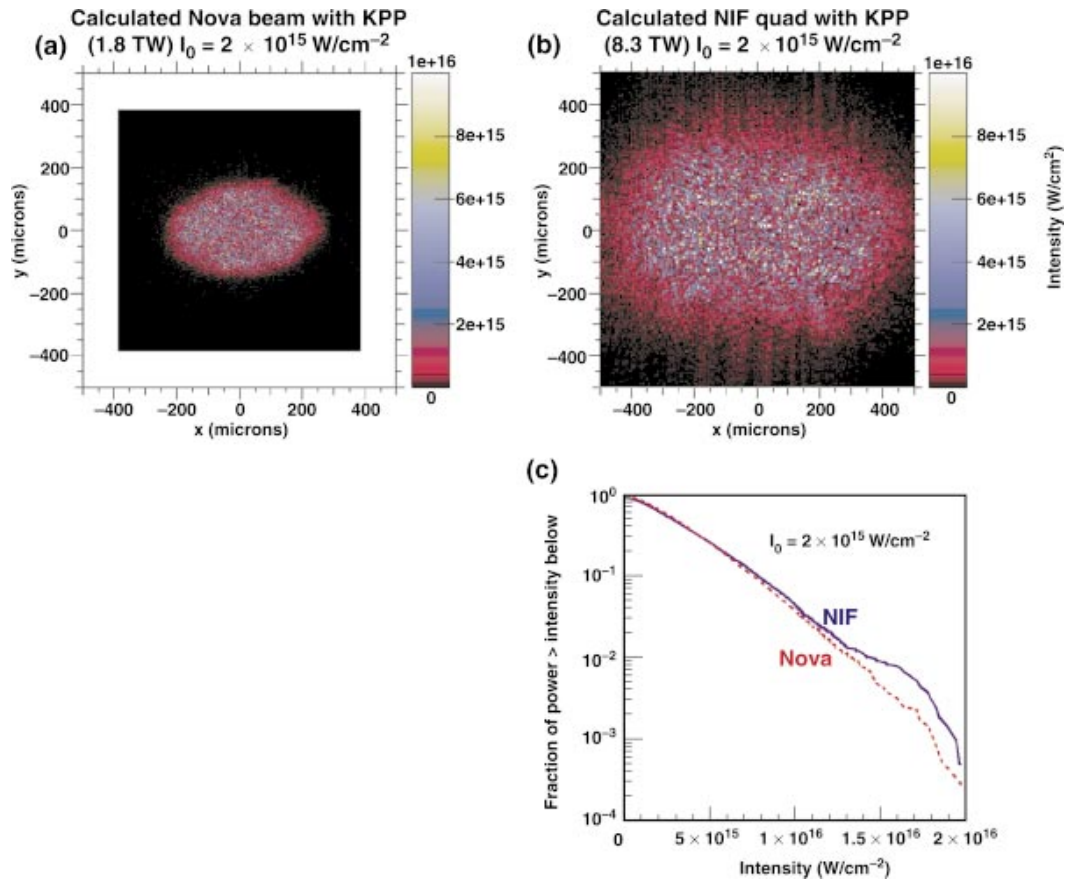 Calculated Nova beam with KPP
(a) (1.8 TW) I0 = 2 × 10^15 W/cm−2
1e+16
400
200
0
−200
−400
y (microns)
−400 −200 0 200 400
x (microns)
8e+15
6e+15
4e+15
2e+15
0
Calculated NIF quad with KPP
(b) (8.3 TW) I0 = 2 × 10^15 W/cm−2
1e+16
400
200
0
−200
−400
y (microns)
−400 −200 0 200 400
x (microns)
8e+15
6e+15
4e+15
2e+15
0
Intensity (W/cm2)
(c)
10^0
10^−1
10^−2
10^−3
10^−4
Fraction of power > intensity below
I0 = 2 × 10^15 W/cm−2
NIF
Nova
0 5 × 10^15 1 × 10^16 1.5 × 10^16 2 × 10^16
Intensity (W/cm−2)